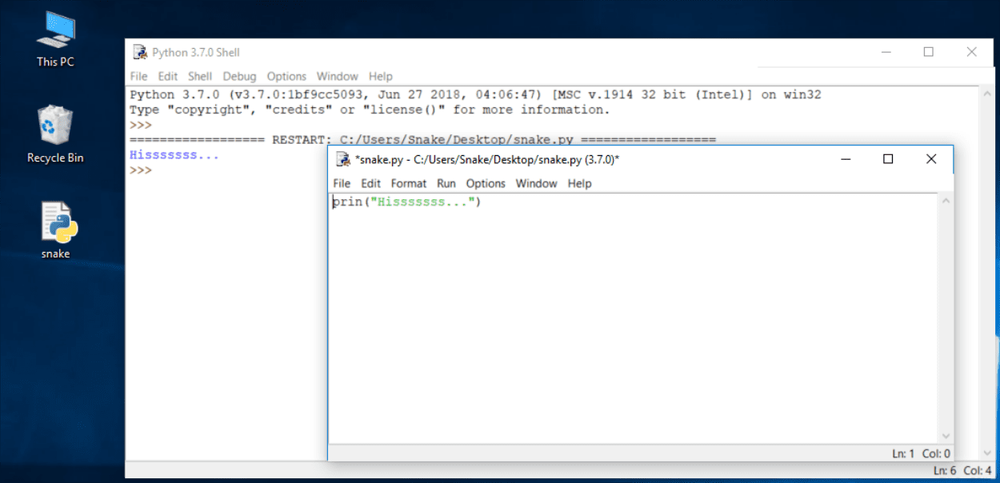 This PC
Recycle Bin
snake
Python 3.7.0 Shell
File Edit Shell Debug Options Window Help
Python 3.7.0 (v3.7.0:1bf9cc5093, Jun 27 2018, 04:06:47) [MSC v.1914 32 bit (Intel)] on win32
Type "copyright", "credits" or "license()" for more information.
>>>
================== RESTART: C:/Users/Snake/Desktop/snake.py ==================
Hisssssss...
>>>
*snake.py - C:/Users/Snake/Desktop/snake.py (3.7.0)*
File Edit Format Run Options Window Help
prin("Hisssssss...")
Ln: 1 Col: 0
Ln: 6 Col: 4